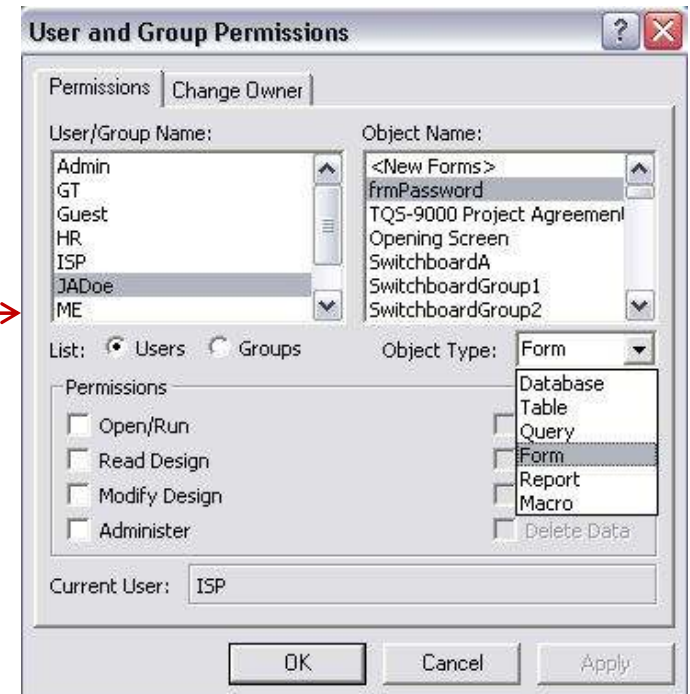 User and Group Permissions
Permissions
Change Owner
User/Group Name:
Admin
GT
Guest
HR
ISP
JADoe
ME
Object Name:
<New Forms>
frmPassword
TQS-9000 Project Agreement
Opening Screen
SwitchboardA
SwitchboardGroup1
SwitchboardGroup2
List: Users Groups
Object Type: Form
Database
Table
Query
Form
Report
Macro
Permissions
Open/Run
Read Design
Modify Design
Administer
Delete Data
Current User: ISP
OK Cancel Apply